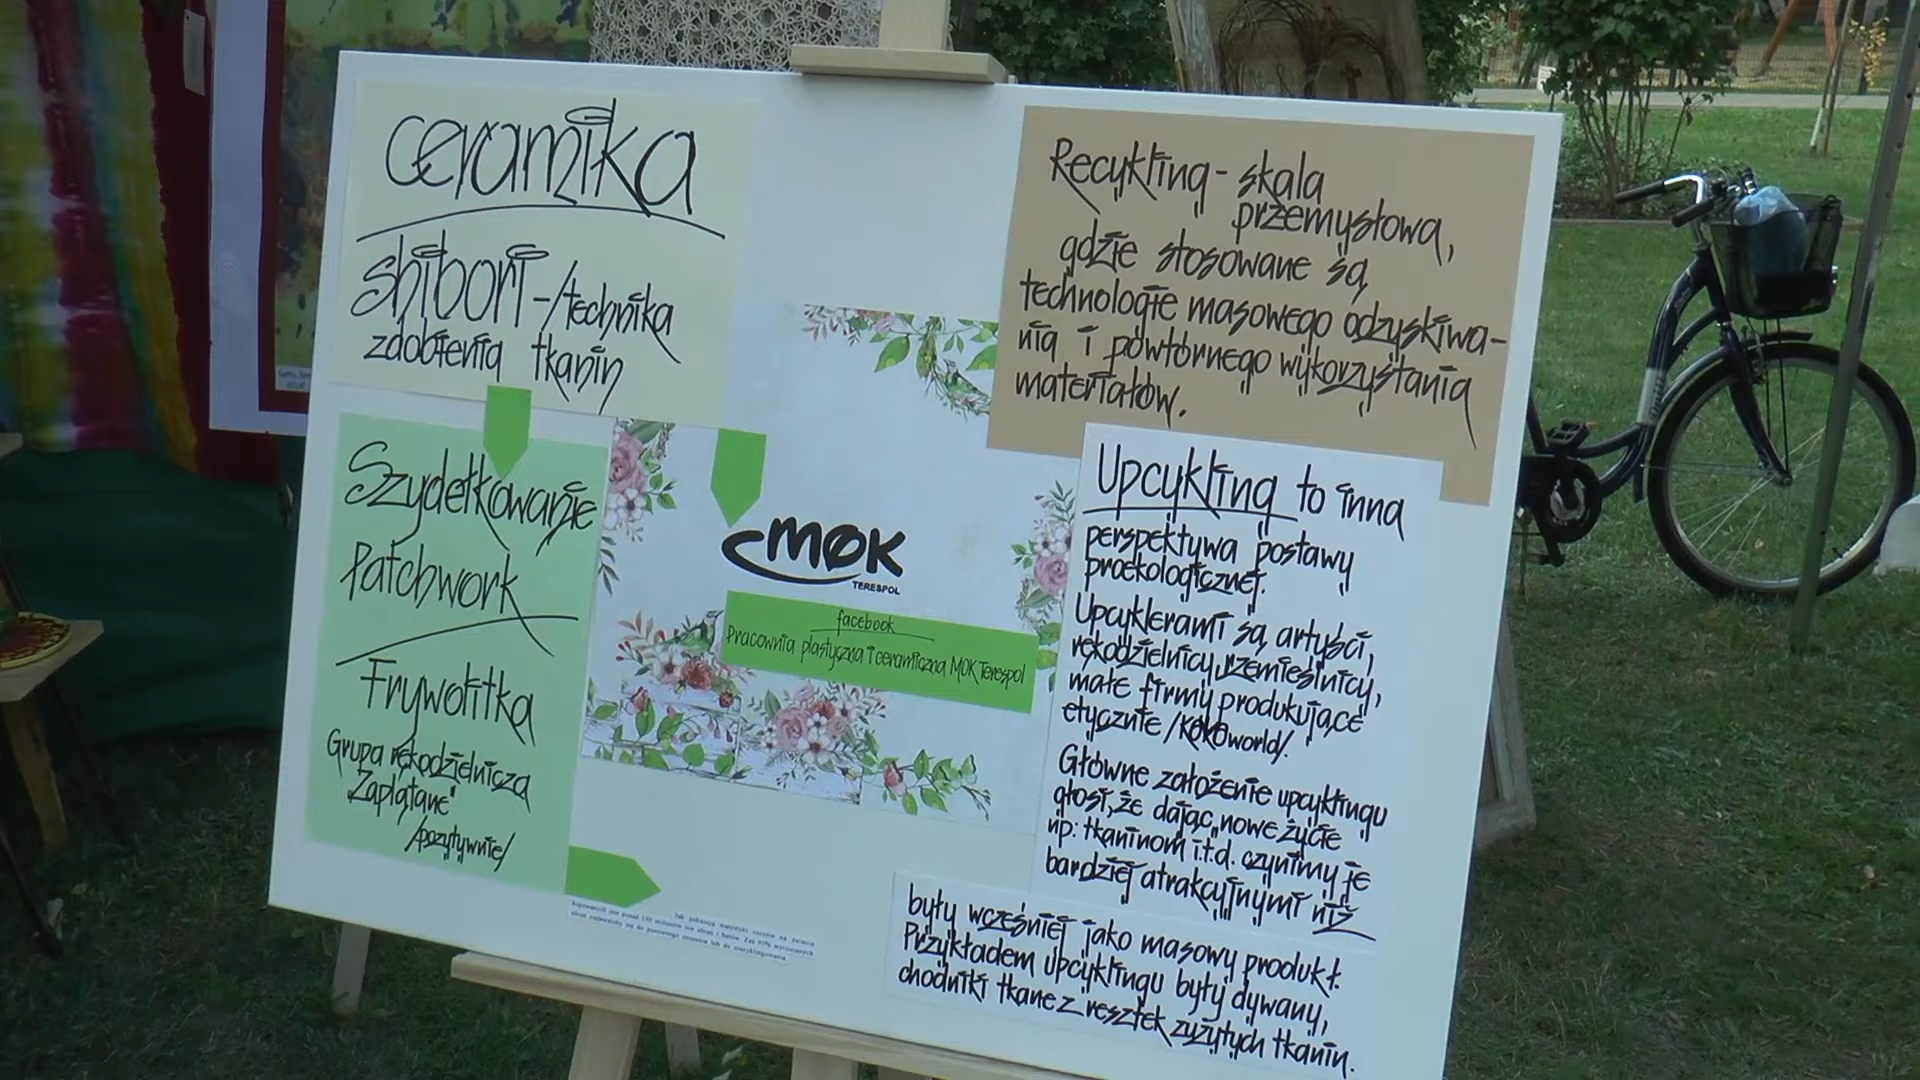 ceramika
shibori - /technika
zdobienia tkanin
Szydełkowanie
Patchwork
Frywolitka
Grupa rękodzielnicza
"Zaplątane"
/pozytywnie/
MOK
TERESPOL
facebook
Pracownia plastyczna i ceramiczna MOK Terespol
Recykling - skala
przemysłowa,
gdzie stosowane są
technologie masowego odzyskiwa-
nia i powtórnego wykorzystania
materiałów.
Upcykling to inna
perspektywa postawy
proekologicznej.
Upcyklerami są artyści,
rękodzielnicy, rzemieślnicy,
małe firmy produkujące
etycznie /KOKOworld/.
Główne założenie upcyklingu
głosi, że dając "nowe życie
np: tkaninom i.t.d. czynimy je
bardziej atrakcyjnymi niż
były wcześniej jako masowy produkt.
Przykładem upcyklingu były dywany,
chodniki tkane z resztek zużytych tkanin.